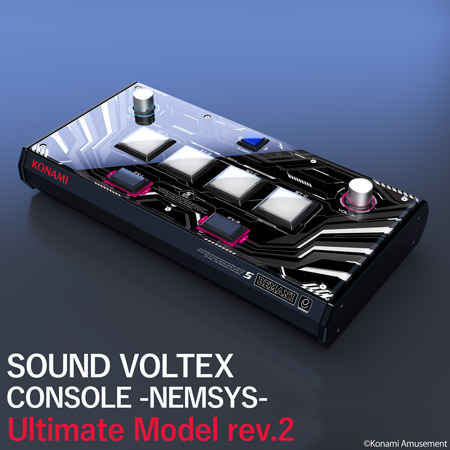 KONAMI
BEMANI
SOUND VOLTEX
CONSOLE -NEMSYS-
Ultimate Model rev.2
©Konami Amusement